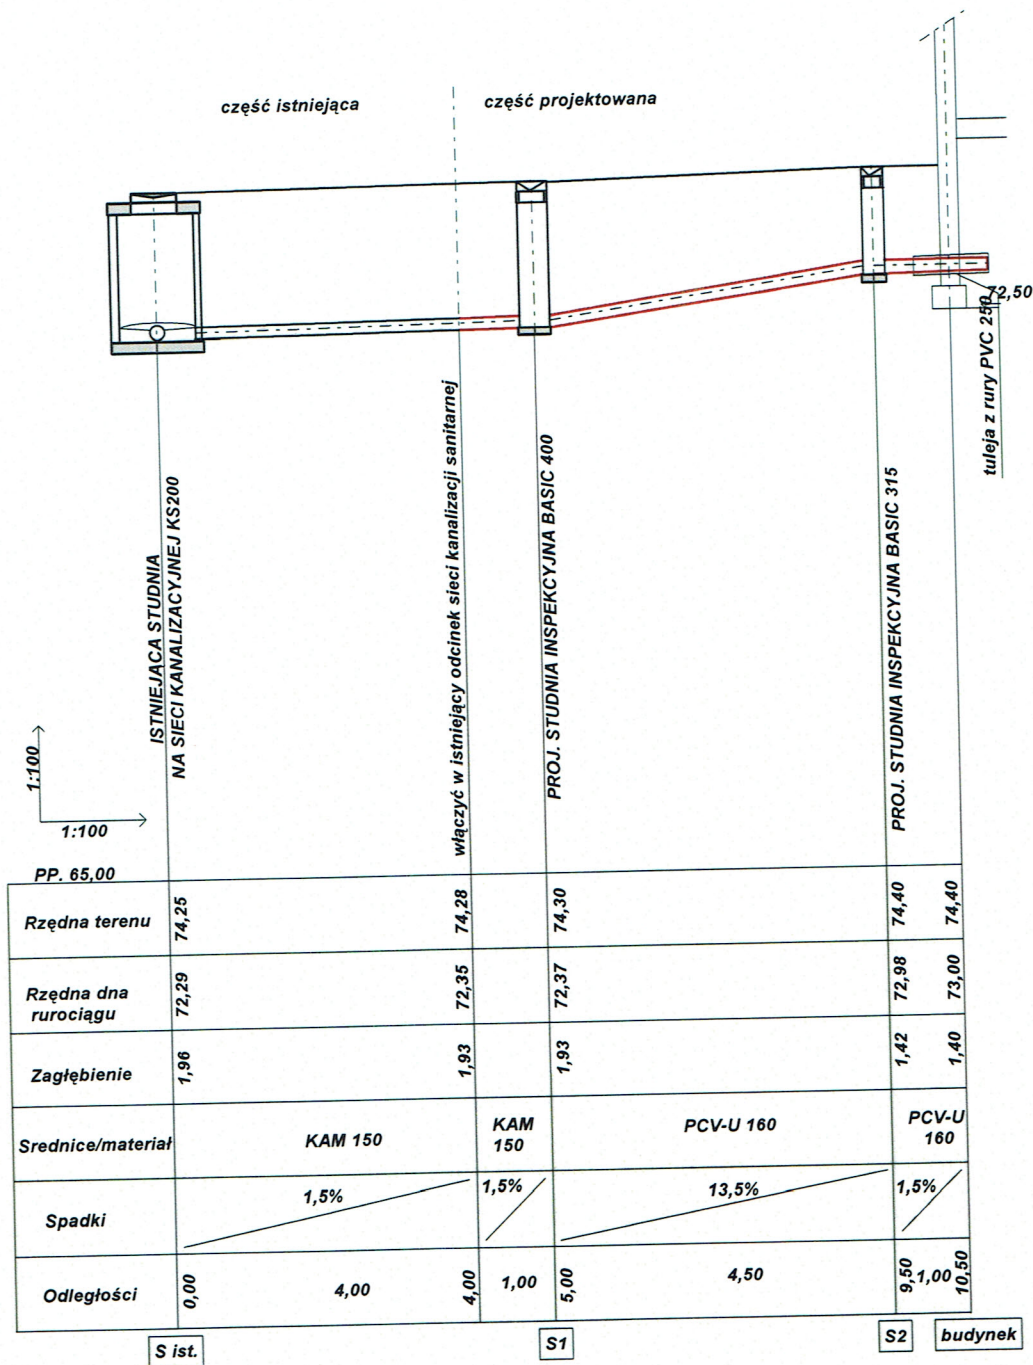 część istniejąca
część projektowana
72,50
tuleja z rury PVC 250
ISTNIEJACA STUDNIA
NA SIECI KANALIZACYJNEJ KS200
włączyć w istniejący odcinek sieci kanalizacji sanitarnej
PROJ. STUDNIA INSPEKCYJNA BASIC 400
PROJ. STUDNIA INSPEKCYJNA BASIC 315
1:100
1:100
PP. 65,00
Rzędna terenu 74,25 74,28 74,30 74,40 74,40
Rzędna dna
rurociągu 72,29 72,35 72,37 72,98 73,00
Zagłębienie 1,96 1,93 1,93 1,42 1,40
Srednice/materiał KAM 150 KAM
150 PCV-U 160 PCV-U
160
Spadki 1,5% 1,5% 13,5% 1,5%
Odległości 0,00 4,00 4,00 1,00 5,00 4,50 9,50 1,00 10,50
S ist. S1 S2 budynek